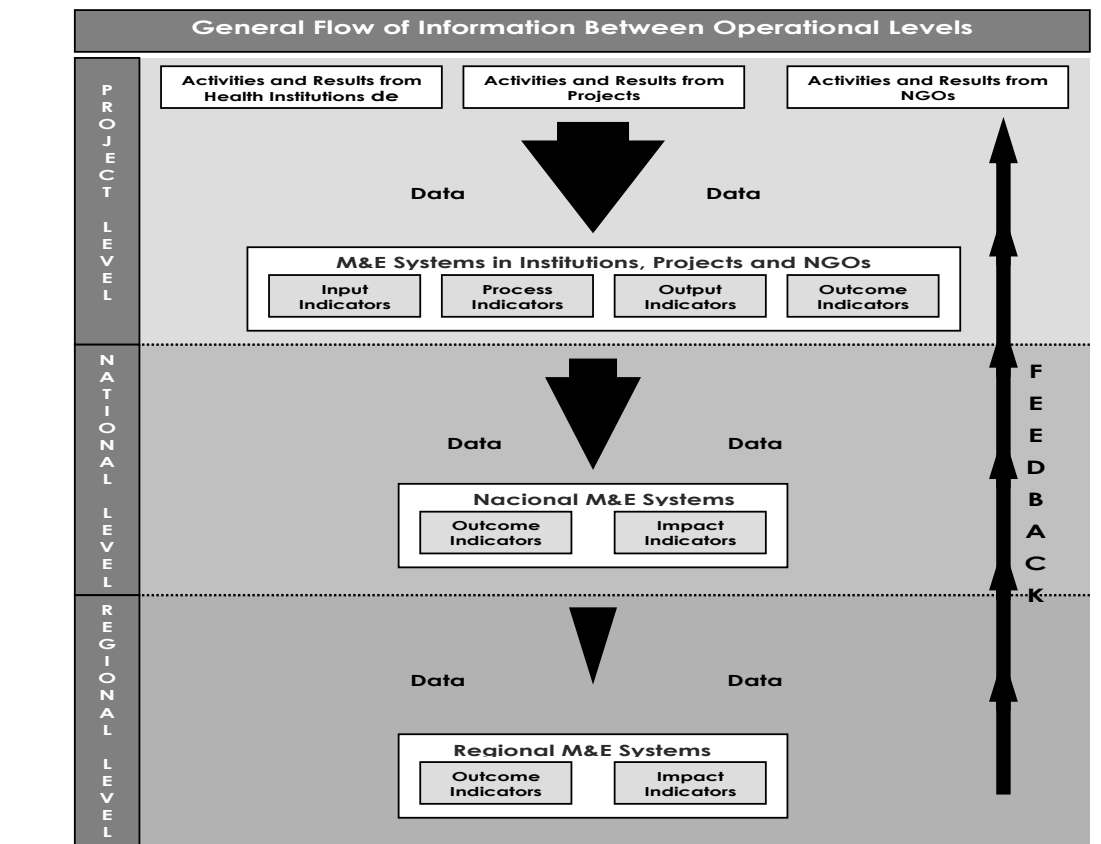 General Flow of Information Between Operational Levels
PROJECT LEVEL
Activities and Results from
Health Institutions de
Activities and Results from
Projects
Activities and Results from
NGOs
Data
Data
M&E Systems in Institutions, Projects and NGOs
Input
Indicators
Process
Indicators
Output
Indicators
Outcome
Indicators
NATIONAL LEVEL
FEEDBACK
Data
Data
Nacional M&E Systems
Outcome
Indicators
Impact
Indicators
REGIONAL LEVEL
Data
Data
Regional M&E Systems
Outcome
Indicators
Impact
Indicators